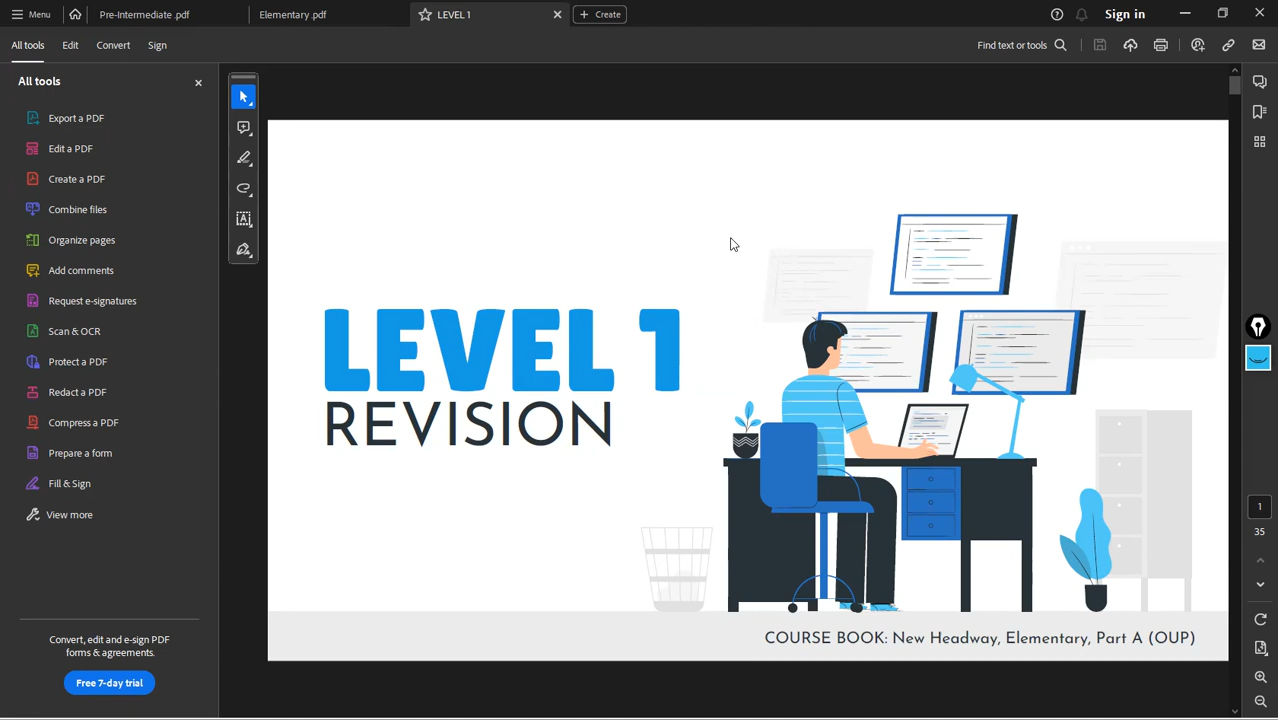 Menu
Pre-Intermediate .pdf
Elementary.pdf
LEVEL 1
Create
Sign in
All tools
Edit
Convert
Sign
Find text or tools
All tools
Export a PDF
Edit a PDF
Create a PDF
Combine files
Organize pages
Add comments
Request e-signatures
Scan & OCR
Protect a PDF
Redact a PDF
Compress a PDF
Prepare a form
Fill & Sign
View more
Convert, edit and e-sign PDF
forms & agreements.
Free 7-day trial
LEVEL 1
REVISION
COURSE BOOK: New Headway, Elementary, Part A (OUP)
1
35